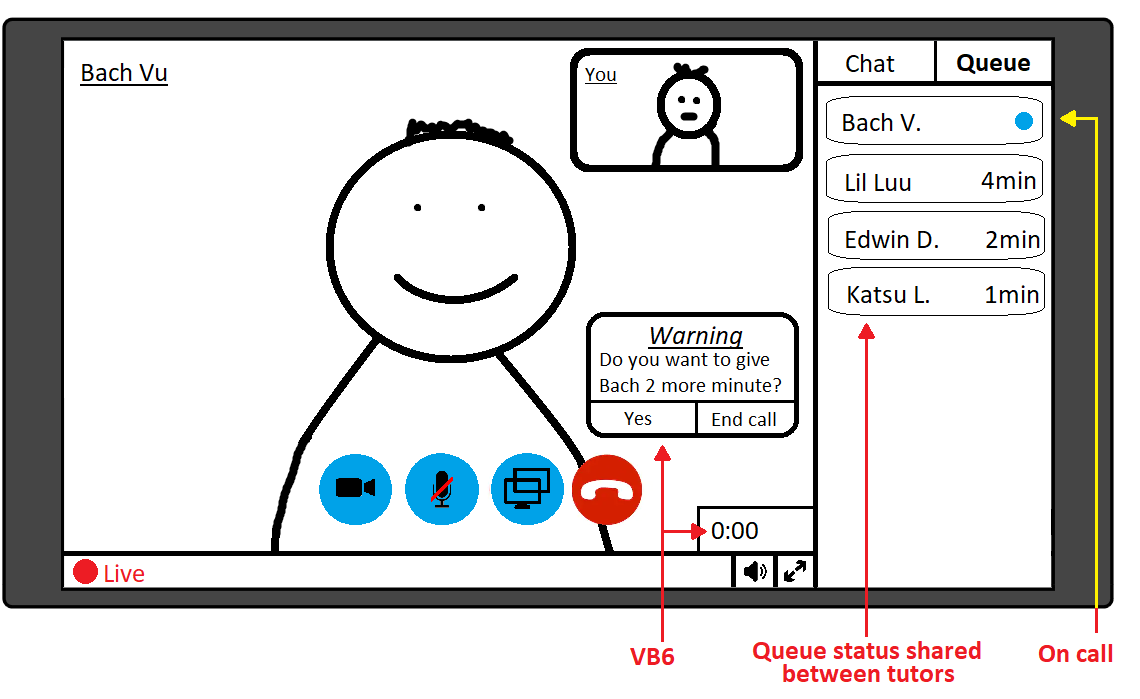 Bach Vu
You
Chat
Queue
Bach V.
Lil Luu
4min
Edwin D.
2min
Katsu L.
1min
Warning
Do you want to give
Bach 2 more minute?
Yes
End call
0:00
Live
VB6
Queue status shared
between tutors
On call